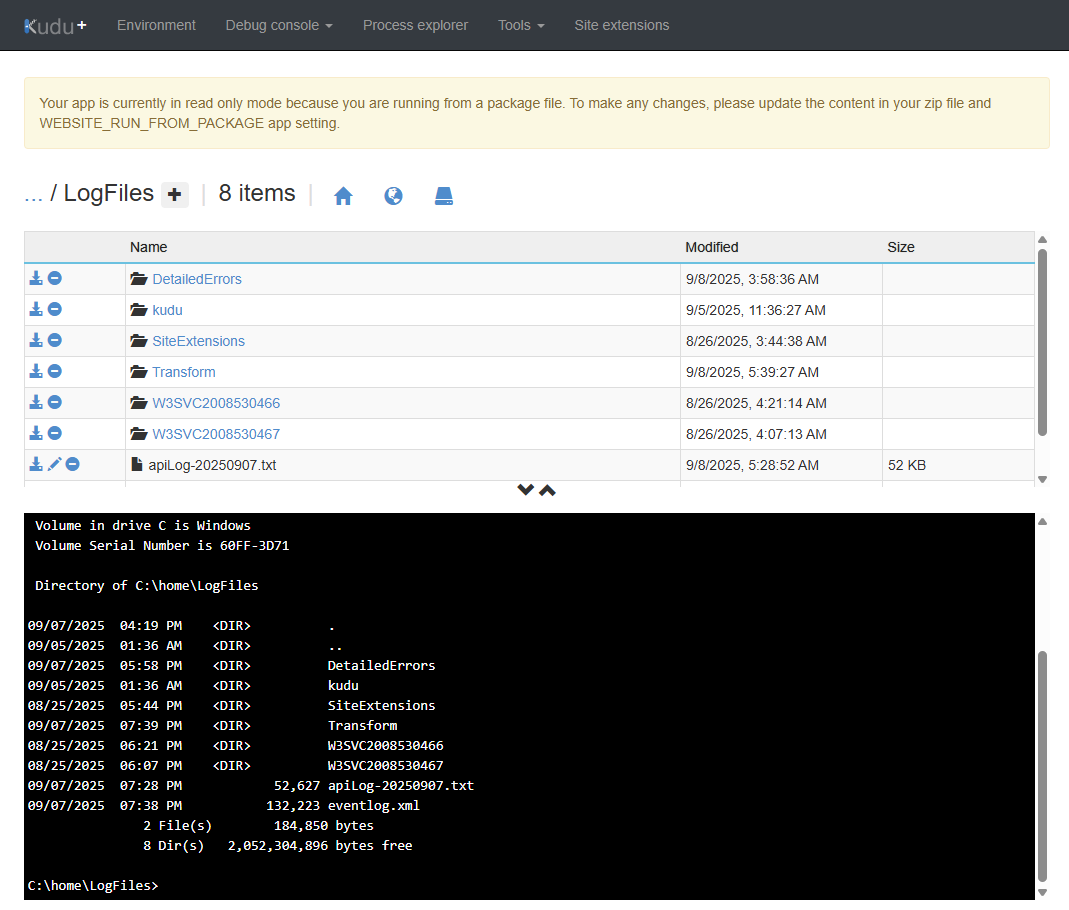 Kudu+ Environment Debug console Process explorer Tools Site extensions
Your app is currently in read only mode because you are running from a package file. To make any changes, please update the content in your zip file and
WEBSITE_RUN_FROM_PACKAGE app setting.
... / LogFiles + | 8 items |
Name Modified Size
DetailedErrors 9/8/2025, 3:58:36 AM
kudu 9/5/2025, 11:36:27 AM
SiteExtensions 8/26/2025, 3:44:38 AM
Transform 9/8/2025, 5:39:27 AM
W3SVC2008530466 8/26/2025, 4:21:14 AM
W3SVC2008530467 8/26/2025, 4:07:13 AM
apiLog-20250907.txt 9/8/2025, 5:28:52 AM 52 KB
Volume in drive C is Windows
Volume Serial Number is 60FF-3D71
Directory of C:\home\LogFiles
09/07/2025  04:19 PM    <DIR>          .
09/05/2025  01:36 AM    <DIR>          ..
09/07/2025  05:58 PM    <DIR>          DetailedErrors
09/05/2025  01:36 AM    <DIR>          kudu
08/25/2025  05:44 PM    <DIR>          SiteExtensions
09/07/2025  07:39 PM    <DIR>          Transform
08/25/2025  06:21 PM    <DIR>          W3SVC2008530466
08/25/2025  06:07 PM    <DIR>          W3SVC2008530467
09/07/2025  07:28 PM            52,627 apiLog-20250907.txt
09/07/2025  07:38 PM           132,223 eventlog.xml
2 File(s)        184,850 bytes
8 Dir(s)   2,052,304,896 bytes free
C:\home\LogFiles>